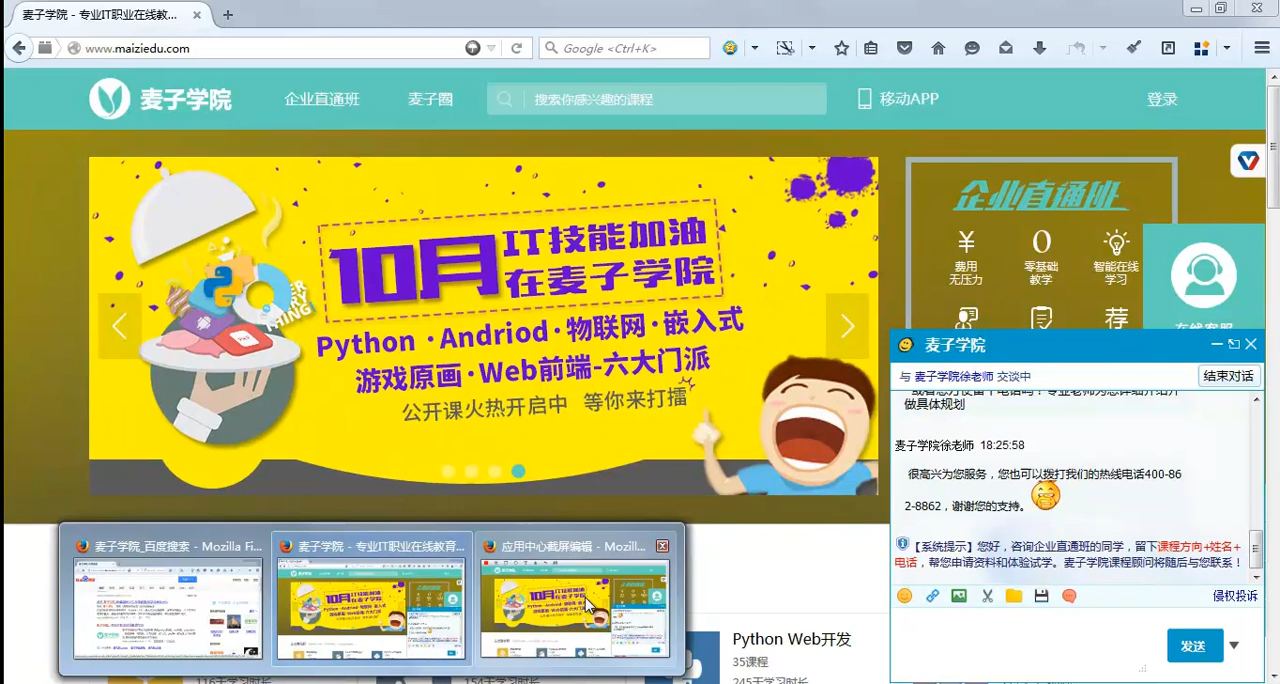 麦子学院 - 专业IT职业在线教...
www.maiziedu.com
Google <Ctrl+K>
麦子学院
企业直通班
麦子圈
搜索你感兴趣的课程
移动APP
登录
10月
IT技能加油
在麦子学院
Python · Andriod · 物联网 · 嵌入式
游戏原画 · Web前端-六大门派
公开课火热开启中 等你来打擂
企业直通班
费用
无压力
0
零基础
教学
智能在线
学习
荐
麦子学院
与 麦子学院徐老师 交谈中
结束对话
做具体规划
麦子学院徐老师 18:25:58
很高兴为您服务，您也可以拨打我们的热线电话400-86
2-8862，谢谢您的支持。
【系统提示】您好，咨询企业直通班的同学，留下课程方向+姓名+
电话，帮您申请资料和体验试学。麦子学院课程顾问将随后与您联系！
侵权投诉
发送
麦子学院_百度搜索 - Mozilla Fi...
麦子学院 - 专业IT职业在线教育...
应用中心截屏编辑 - Mozill...
Python Web开发
35课程